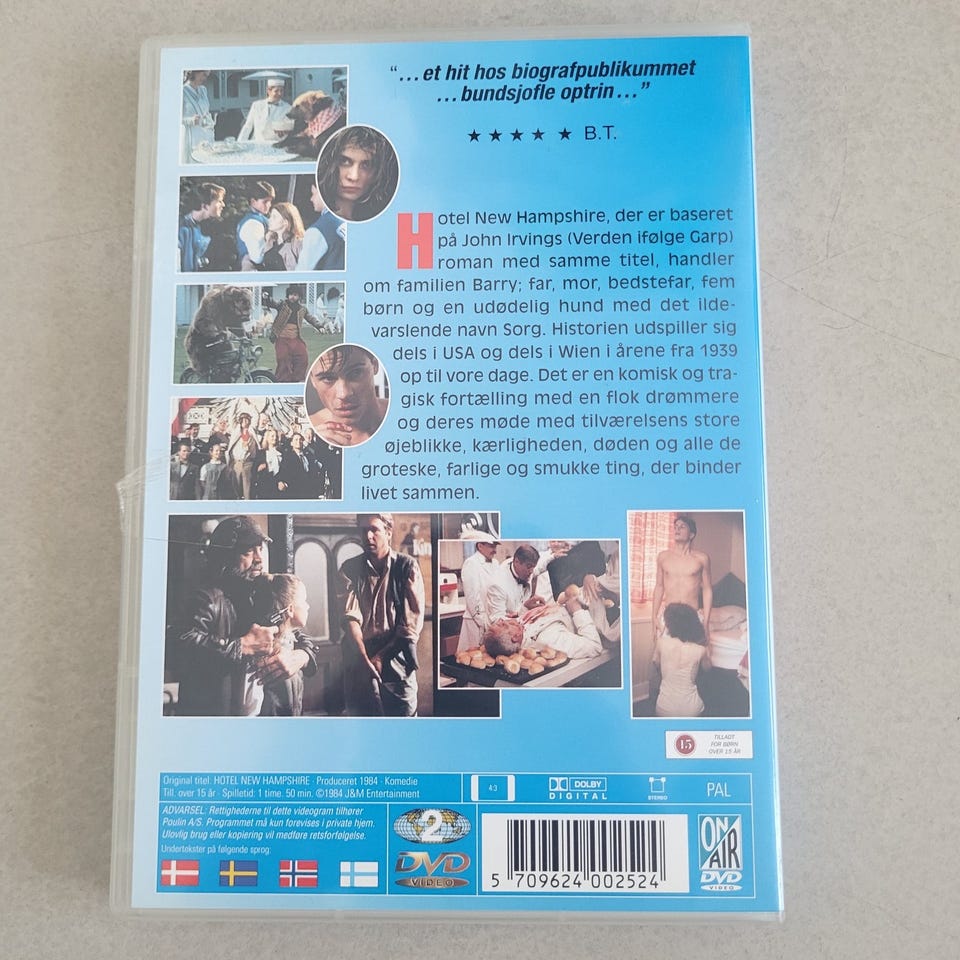 “...et hit hos biografpublikummet
...bundsjofle optrin...”
★ ★ ★ ★ ★ B.T.
Hotel New Hampshire, der er baseret
på John Irvings (Verden ifølge Garp)
roman med samme titel, handler
om familien Barry; far, mor, bedstefar, fem
børn og en udødelig hund med det ilde-
varslende navn Sorg. Historien udspiller sig
dels i USA og dels i Wien i årene fra 1939
op til vore dage. Det er en komisk og tra-
gisk fortælling med en flok drømmere
og deres møde med tilværelsens store
øjeblikke, kærligheden, døden og alle de
groteske, farlige og smukke ting, der binder
livet sammen.
15
TILLADT
FOR BØRN
OVER 15 ÅR
Original titel: HOTEL NEW HAMPSHIRE · Produceret 1984 · Komedie
Till. over 15 år · Spilletid: 1 time. 50 min. ©1984 J&M Entertainment
4:3
DOLBY
DIGITAL
STEREO
PAL
ADVARSEL: Rettighederne til dette videogram tilhører
Poulin A/S. Programmet må kun forevises i private hjem.
Ulovlig brug eller kopiering vil medføre retsforfølgelse.
Undertekster på følgende sprog:
2
DVD
VIDEO
5 709624 002524
ON AIR
DVD
VIDEO